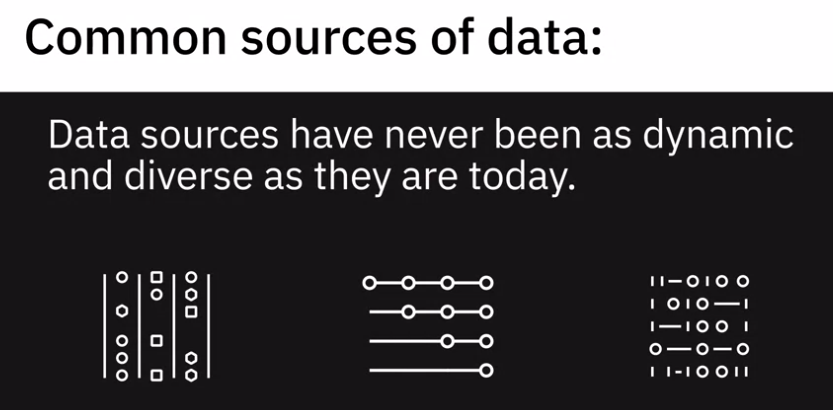 Common sources of data:
Data sources have never been as dynamic
and diverse as they are today.